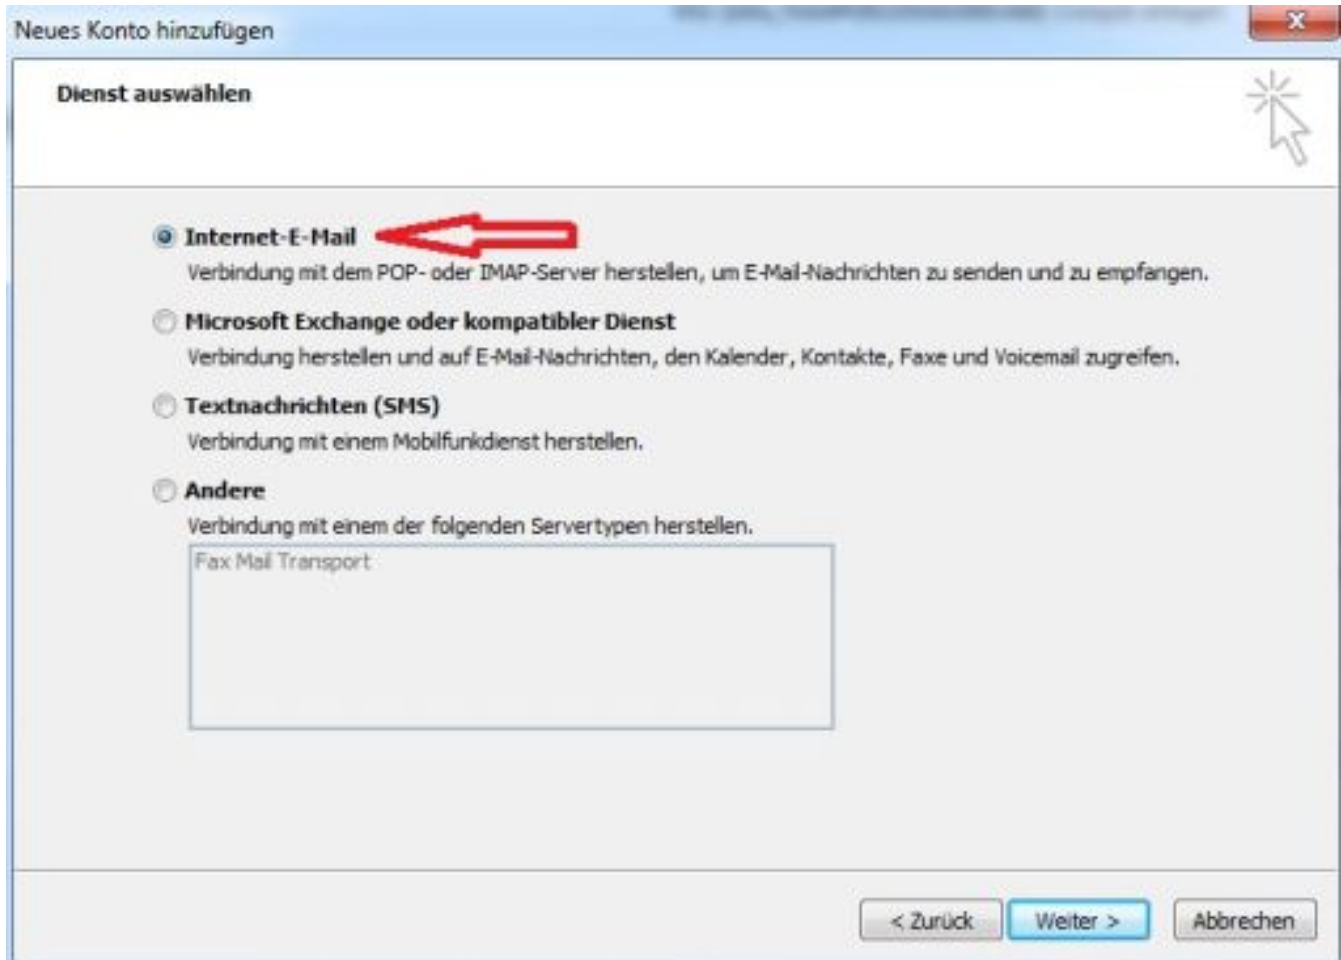 Neues Konto hinzufügen
Dienst auswählen
Internet-E-Mail
Verbindung mit dem POP- oder IMAP-Server herstellen, um E-Mail-Nachrichten zu senden und zu empfangen.
Microsoft Exchange oder kompatibler Dienst
Verbindung herstellen und auf E-Mail-Nachrichten, den Kalender, Kontakte, Faxe und Voicemail zugreifen.
Textnachrichten (SMS)
Verbindung mit einem Mobilfunkdienst herstellen.
Andere
Verbindung mit einem der folgenden Servertypen herstellen.
Fax Mail Transport
< Zurück
Weiter >
Abbrechen